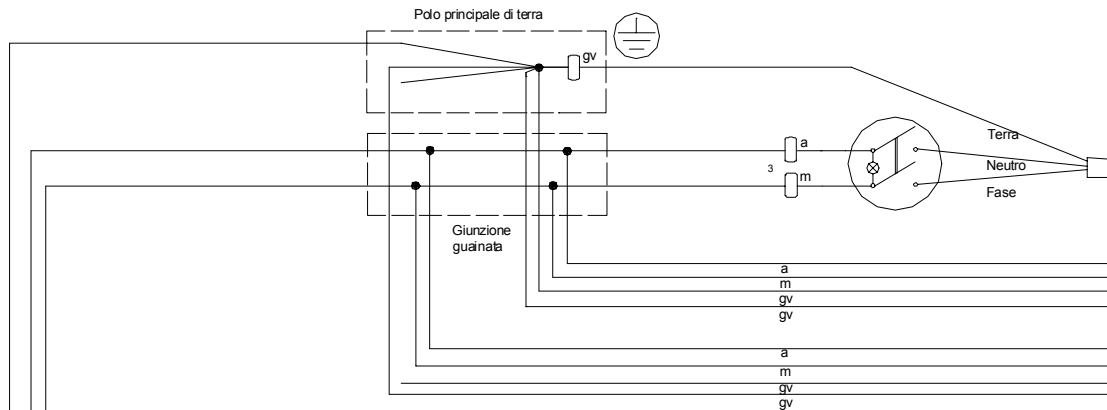 Polo principale di terra
gv
a
3
m
Terra
Neutro
Fase
Giunzione
guainata
a
m
gv
gv
a
m
gv
gv